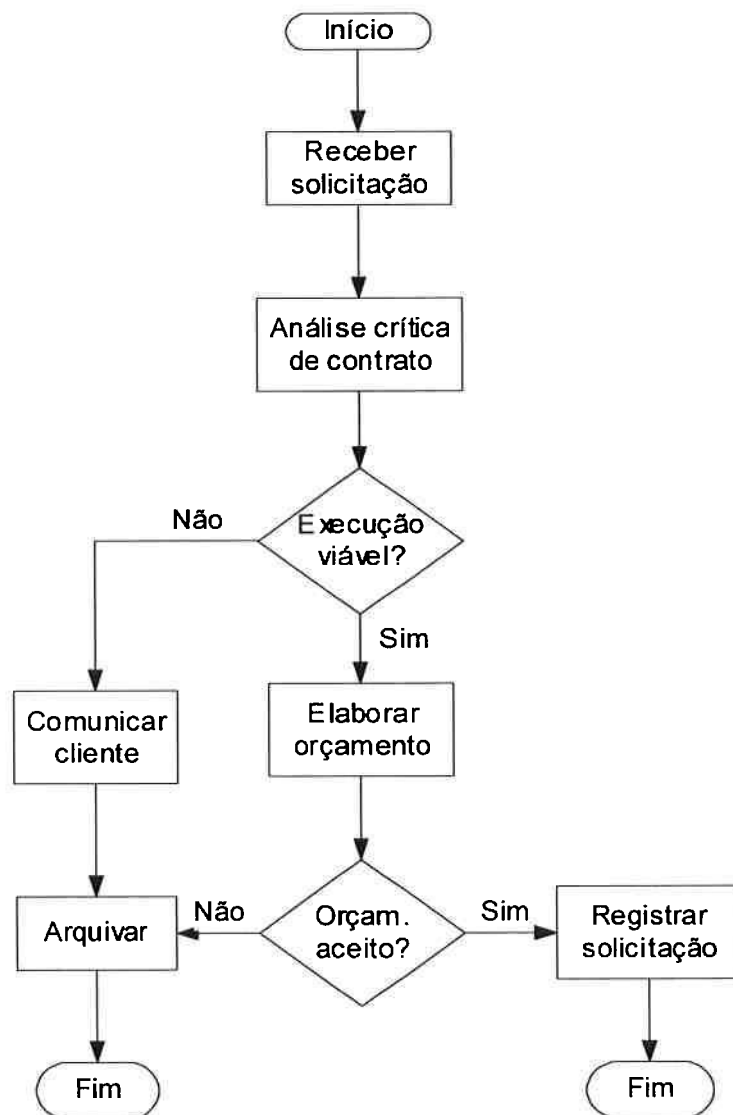 Início
Receber
solicitação
Análise crítica
de contrato
Não
Execução
viável?
Sim
Comunicar
cliente
Elaborar
orçamento
Arquivar
Não
Orçam.
aceito?
Sim
Registrar
solicitação
Fim
Fim